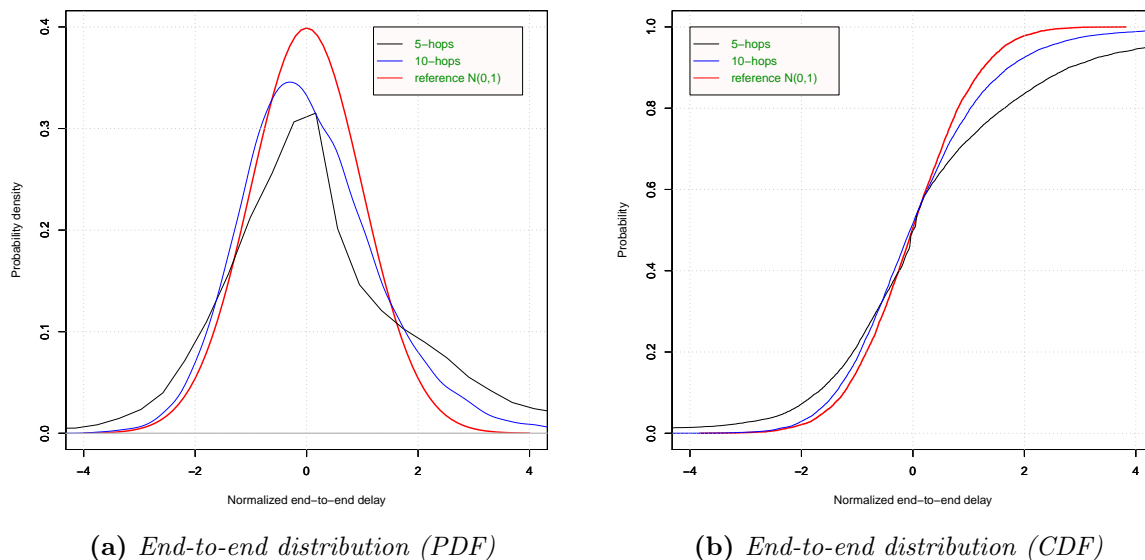 5−hops
10−hops
reference N(0,1)
Probability density
0.0
0.1
0.2
0.3
0.4
−4
−2
0
2
4
Normalized end−to−end delay
(a) End-to-end distribution (PDF)
5−hops
10−hops
reference N(0,1)
Probability
0.0
0.2
0.4
0.6
0.8
1.0
−4
−2
0
2
4
Normalized end−to−end delay
(b) End-to-end distribution (CDF)